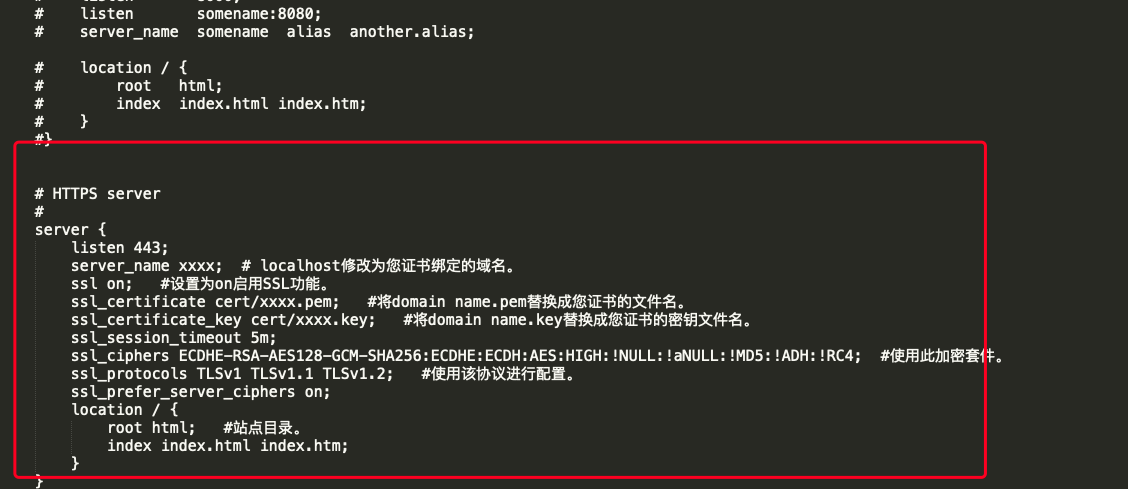 #    listen       somename:8080;
#    server_name  somename  alias  another.alias;
#    location / {
#        root   html;
#        index  index.html index.htm;
#    }
#}
# HTTPS server
#
server {
    listen 443;
    server_name xxxx;  # localhost修改为您证书绑定的域名。
    ssl on;   #设置为on启用SSL功能。
    ssl_certificate cert/xxxx.pem;   #将domain name.pem替换成您证书的文件名。
    ssl_certificate_key cert/xxxx.key;   #将domain name.key替换成您证书的密钥文件名。
    ssl_session_timeout 5m;
    ssl_ciphers ECDHE-RSA-AES128-GCM-SHA256:ECDHE:ECDH:AES:HIGH:!NULL:!aNULL:!MD5:!ADH:!RC4;  #使用此加密套件。
    ssl_protocols TLSv1 TLSv1.1 TLSv1.2;   #使用该协议进行配置。
    ssl_prefer_server_ciphers on;
    location / {
        root html;   #站点目录。
        index index.html index.htm;
    }
}